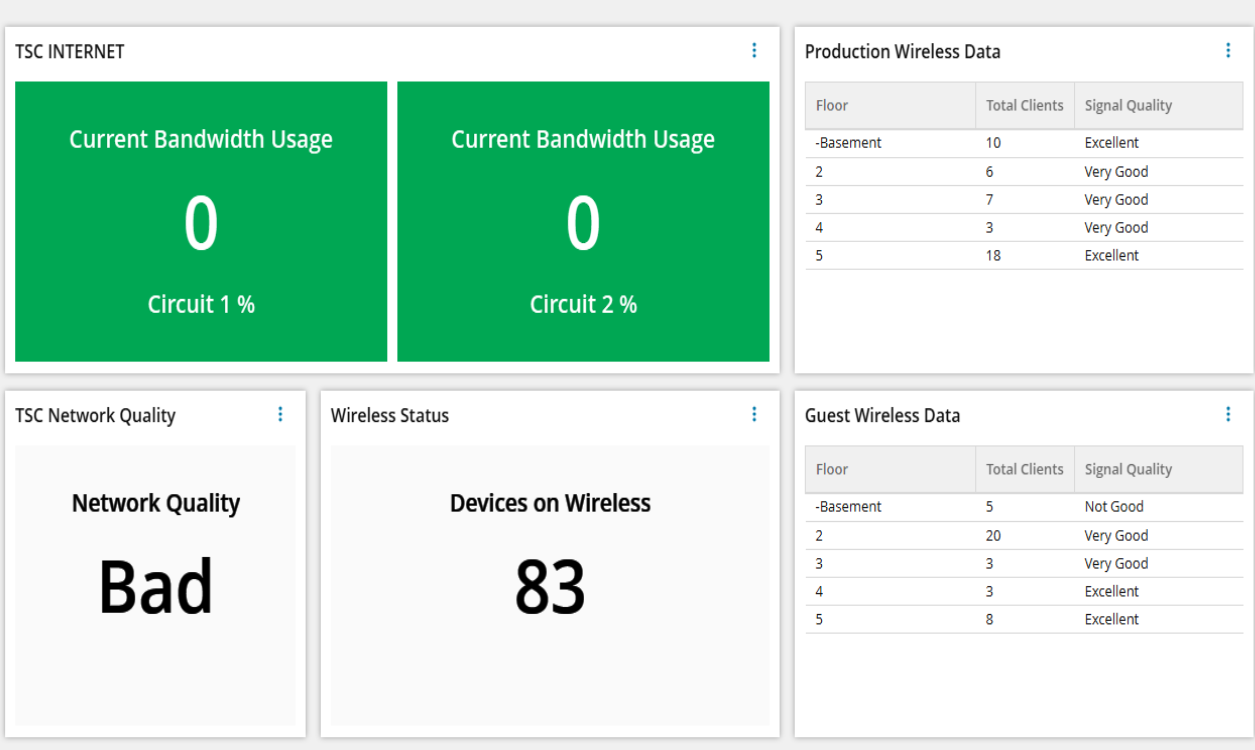 TSC INTERNET
Current Bandwidth Usage
0
Circuit 1 %
Current Bandwidth Usage
0
Circuit 2 %
Production Wireless Data
Floor Total Clients Signal Quality
-Basement 10 Excellent
2 6 Very Good
3 7 Very Good
4 3 Very Good
5 18 Excellent
TSC Network Quality
Network Quality
Bad
Wireless Status
Devices on Wireless
83
Guest Wireless Data
Floor Total Clients Signal Quality
-Basement 5 Not Good
2 20 Very Good
3 3 Very Good
4 3 Excellent
5 8 Excellent